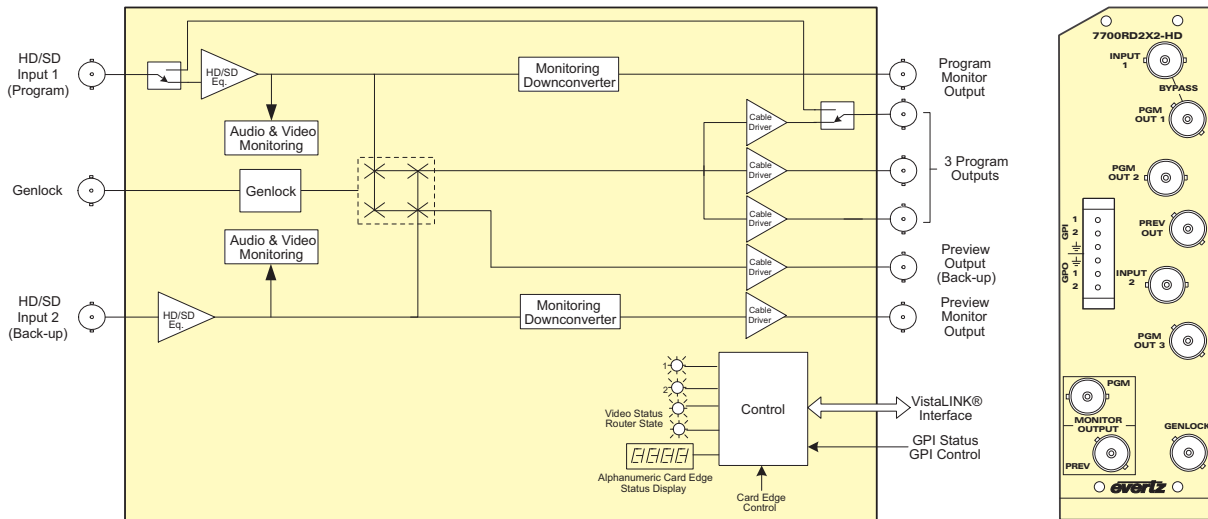 HD/SD
Input 1
(Program)
HD/SD
Eq.
Monitoring
Downconverter
Program
Monitor
Output
Audio & Video
Monitoring
Cable
Driver
Genlock
Genlock
Cable
Driver
3 Program
Outputs
Cable
Driver
Audio & Video
Monitoring
Cable
Driver
Preview
Output
(Back-up)
HD/SD
Input 2
(Back-up)
HD/SD
Eq.
Monitoring
Downconverter
Cable
Driver
Preview
Monitor
Output
1
2
Video Status
Router State
Alphanumeric Card Edge
Status Display
Control
Card Edge
Control
VistaLINK®
Interface
GPI Status
GPI Control
7700RD2X2-HD
INPUT
1
BYPASS
PGM
OUT 1
PGM
OUT 2
GPI
1
2
PREV
OUT
GPO
1
2
INPUT
2
PGM
OUT 3
PGM
MONITOR
OUTPUT
PREV
GENLOCK
evertz